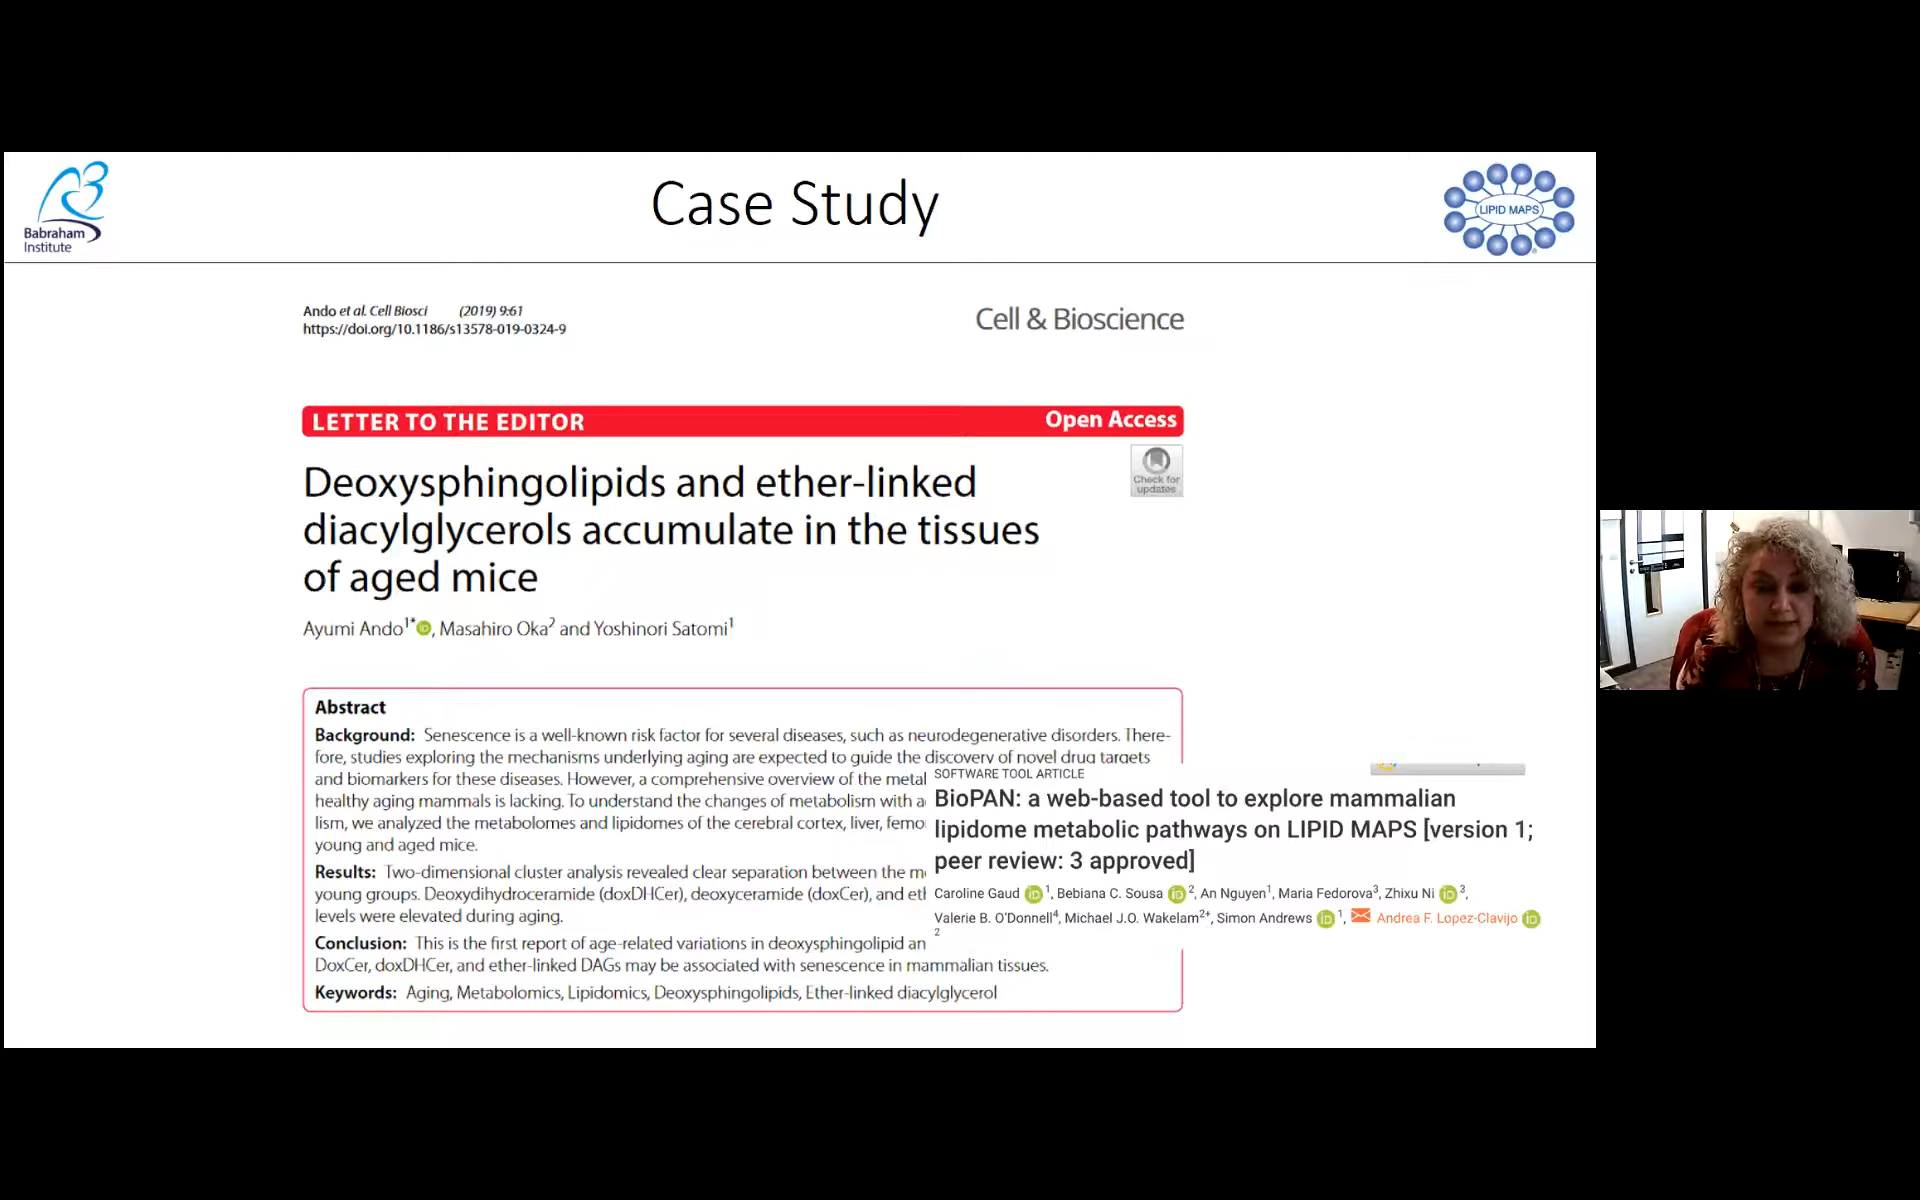 Babraham
Institute
Case Study
LIPID MAPS
Ando et al. Cell Biosci (2019) 9:61
https://doi.org/10.1186/s13578-019-0324-9
Cell & Bioscience
LETTER TO THE EDITOR
Open Access
Check for
updates
Deoxysphingolipids and ether-linked
diacylglycerols accumulate in the tissues
of aged mice
Ayumi Ando1*, Masahiro Oka2 and Yoshinori Satomi1
Abstract
Background: Senescence is a well-known risk factor for several diseases, such as neurodegenerative disorders. There-
fore, studies exploring the mechanisms underlying aging are expected to guide the discovery of novel drug targets
and biomarkers for these diseases. However, a comprehensive overview of the metal
healthy aging mammals is lacking. To understand the changes of metabolism with a
lism, we analyzed the metabolomes and lipidomes of the cerebral cortex, liver, femo
young and aged mice.
Results: Two-dimensional cluster analysis revealed clear separation between the m
young groups. Deoxydihydroceramide (doxDHCer), deoxyceramide (doxCer), and et
levels were elevated during aging.
Conclusion: This is the first report of age-related variations in deoxysphingolipid an
DoxCer, doxDHCer, and ether-linked DAGs may be associated with senescence in mammalian tissues.
Keywords: Aging, Metabolomics, Lipidomics, Deoxysphingolipids, Ether-linked diacylglycerol
SOFTWARE TOOL ARTICLE
BioPAN: a web-based tool to explore mammalian
lipidome metabolic pathways on LIPID MAPS [version 1;
peer review: 3 approved]
Caroline Gaud iD 1, Bebiana C. Sousa iD 2, An Nguyen1, Maria Fedorova3, Zhixu Ni iD 3,
Valerie B. O'Donnell4, Michael J.O. Wakelam2+, Simon Andrews iD 1, Andrea F. Lopez-Clavijo iD
2